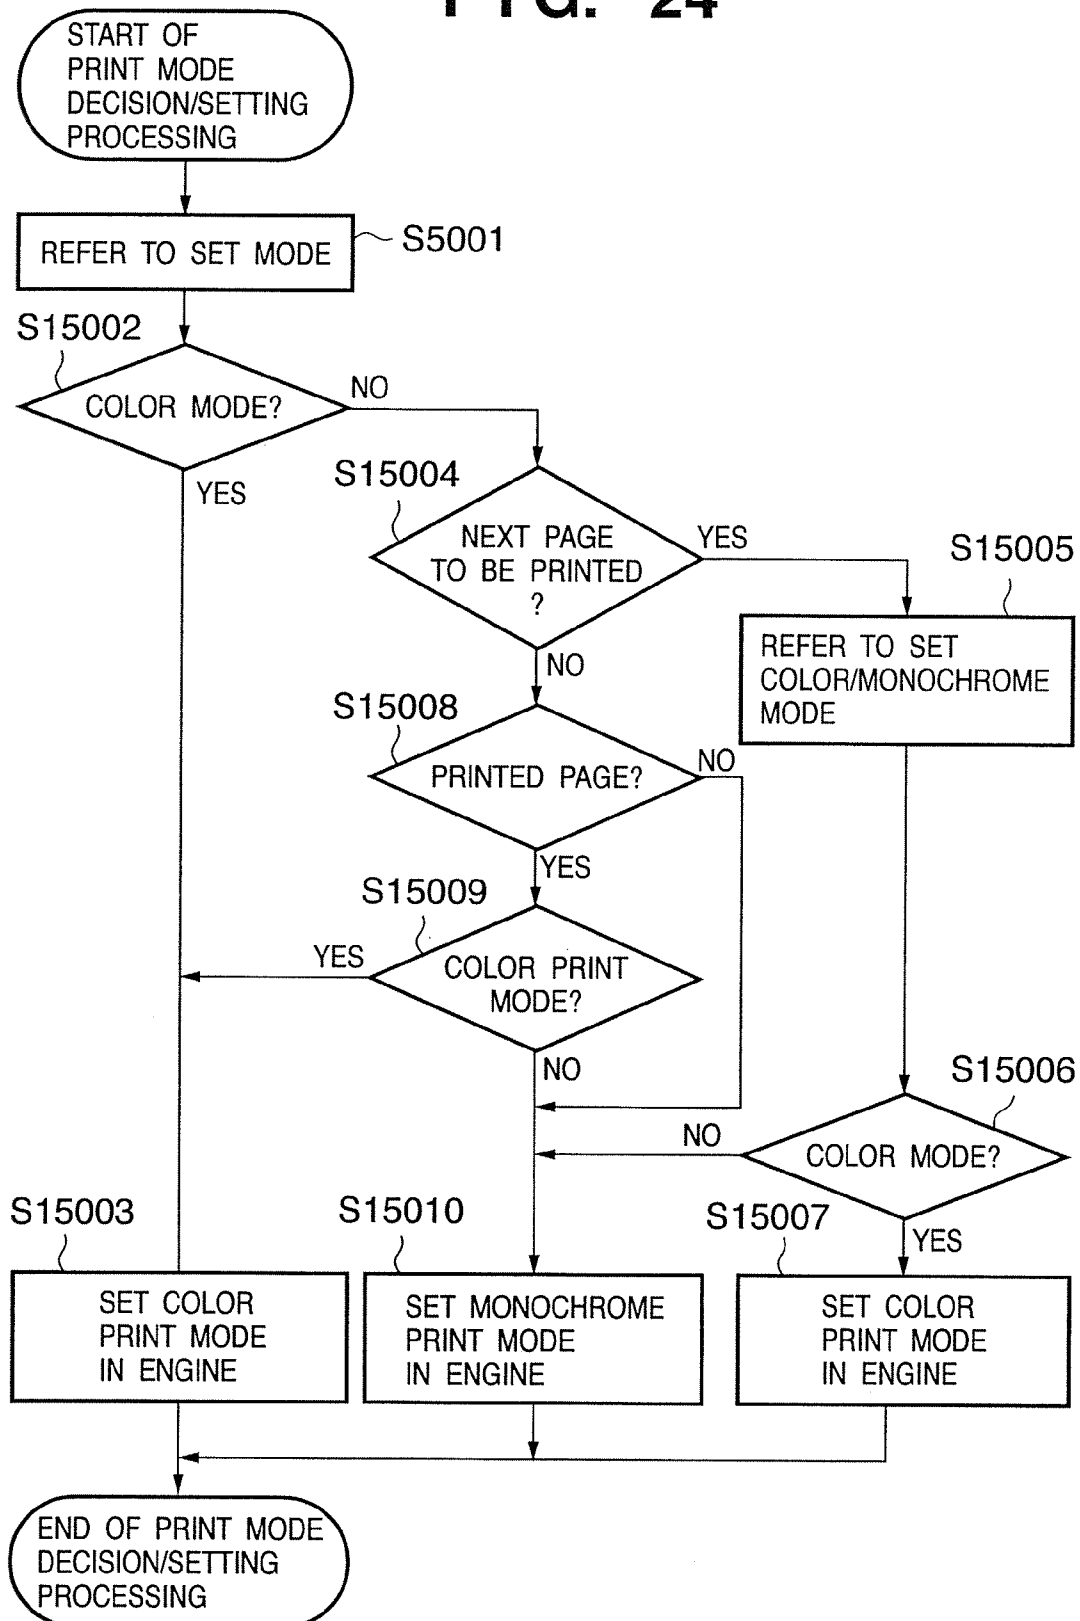 FIG. 24
START OF
PRINT MODE
DECISION/SETTING
PROCESSING
REFER TO SET MODE
S5001
S15002
COLOR MODE?
NO
YES
S15004
NEXT PAGE
TO BE PRINTED
?
YES
NO
S15005
REFER TO SET
COLOR/MONOCHROME
MODE
S15008
PRINTED PAGE?
NO
YES
S15009
COLOR PRINT
MODE?
YES
NO
S15006
COLOR MODE?
NO
YES
S15003
SET COLOR
PRINT MODE
IN ENGINE
S15010
SET MONOCHROME
PRINT MODE
IN ENGINE
S15007
SET COLOR
PRINT MODE
IN ENGINE
END OF PRINT MODE
DECISION/SETTING
PROCESSING